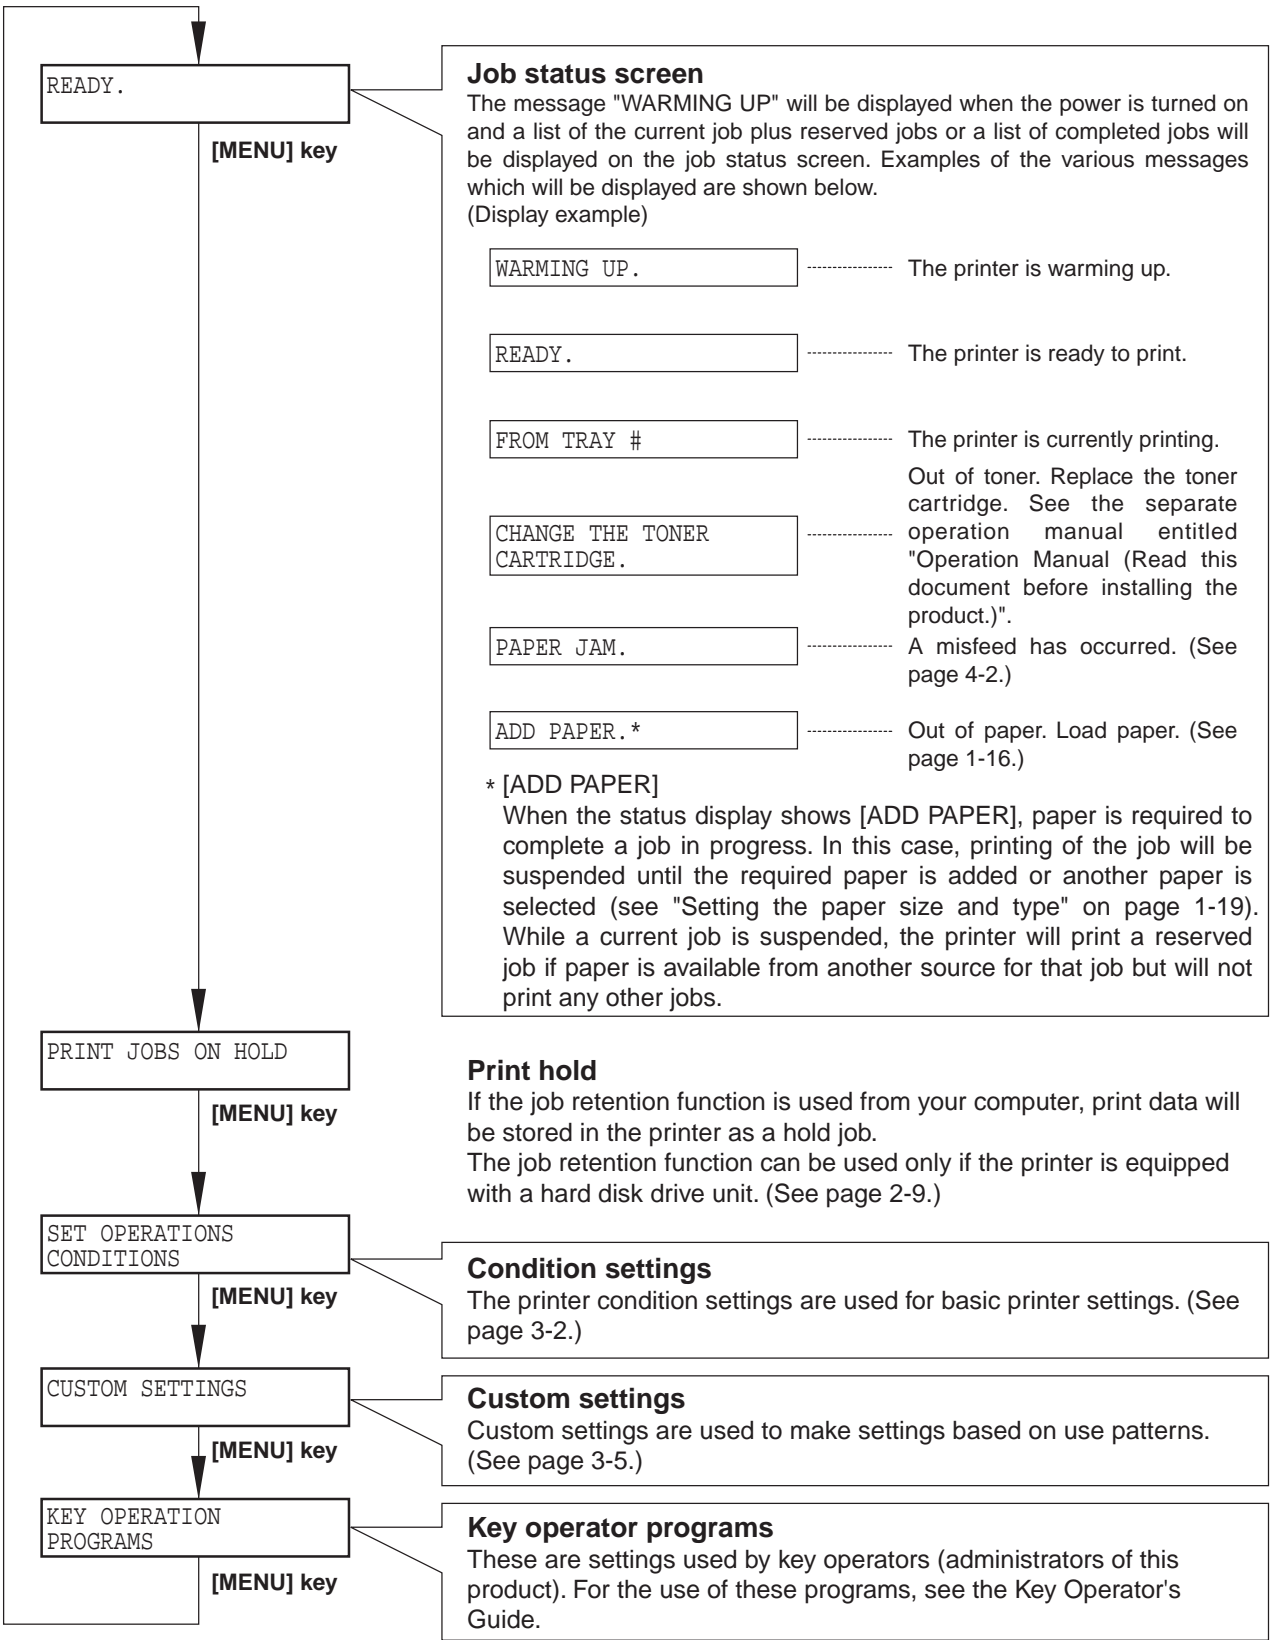 READY.
[MENU] key
Job status screen
The message "WARMING UP" will be displayed when the power is turned on
and a list of the current job plus reserved jobs or a list of completed jobs will
be displayed on the job status screen. Examples of the various messages
which will be displayed are shown below.
(Display example)
WARMING UP.
The printer is warming up.
READY.
The printer is ready to print.
FROM TRAY #
The printer is currently printing.
CHANGE THE TONER
CARTRIDGE.
Out of toner. Replace the toner
cartridge. See the separate
operation manual entitled
"Operation Manual (Read this
document before installing the
product.)".
PAPER JAM.
A misfeed has occurred. (See
page 4-2.)
ADD PAPER.*
Out of paper. Load paper. (See
page 1-16.)
* [ADD PAPER]
When the status display shows [ADD PAPER], paper is required to
complete a job in progress. In this case, printing of the job will be
suspended until the required paper is added or another paper is
selected (see "Setting the paper size and type" on page 1-19).
While a current job is suspended, the printer will print a reserved
job if paper is available from another source for that job but will not
print any other jobs.
PRINT JOBS ON HOLD
[MENU] key
Print hold
If the job retention function is used from your computer, print data will
be stored in the printer as a hold job.
The job retention function can be used only if the printer is equipped
with a hard disk drive unit. (See page 2-9.)
SET OPERATIONS
CONDITIONS
[MENU] key
Condition settings
The printer condition settings are used for basic printer settings. (See
page 3-2.)
CUSTOM SETTINGS
[MENU] key
Custom settings
Custom settings are used to make settings based on use patterns.
(See page 3-5.)
KEY OPERATION
PROGRAMS
[MENU] key
Key operator programs
These are settings used by key operators (administrators of this
product). For the use of these programs, see the Key Operator's
Guide.